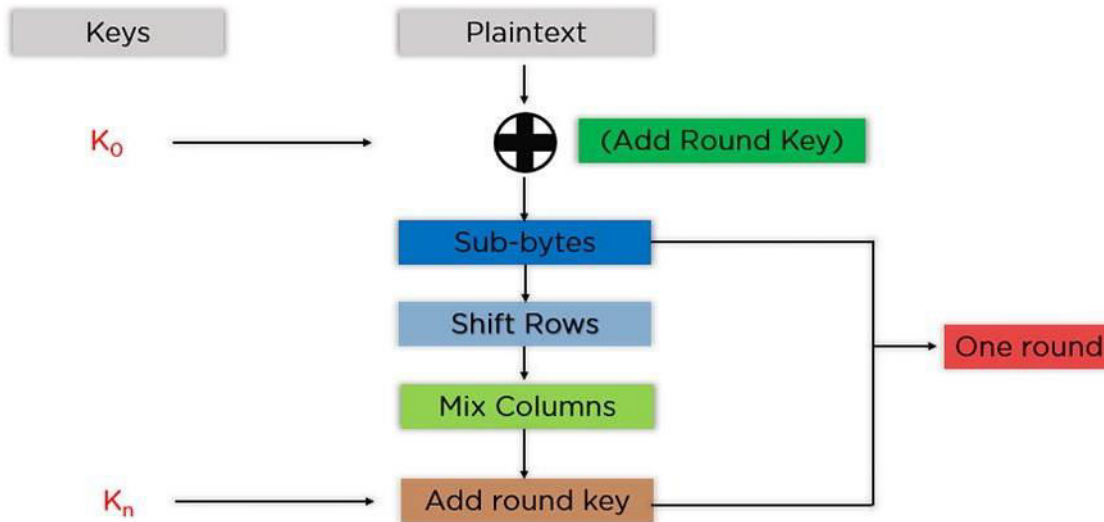 Keys
Plaintext
K₀
(Add Round Key)
Sub-bytes
Shift Rows
One round
Mix Columns
Kₙ
Add round key